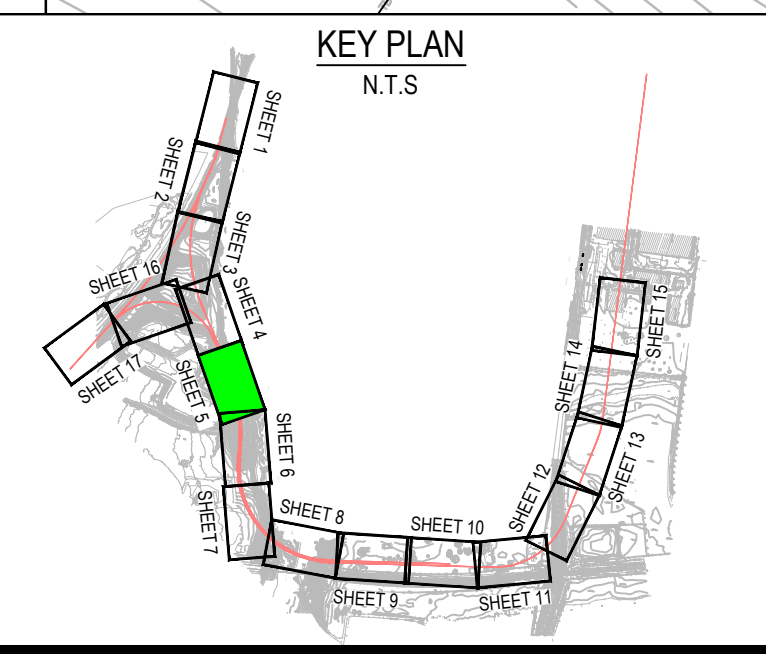 KEY PLAN
N.T.S
SHEET 1
SHEET 2
SHEET 3
SHEET 16
SHEET 4
SHEET 17
SHEET 5
SHEET 6
SHEET 7
SHEET 8
SHEET 9
SHEET 10
SHEET 11
SHEET 12
SHEET 13
SHEET 14
SHEET 15